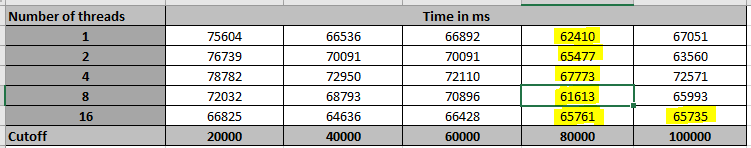 Number of threads Time in ms
1 75604 66536 66892 62410 67051
2 76739 70091 70091 65477 63560
4 78782 72950 72110 67773 72571
8 72032 68793 70896 61613 65993
16 66825 64636 66428 65761 65735
Cutoff 20000 40000 60000 80000 100000